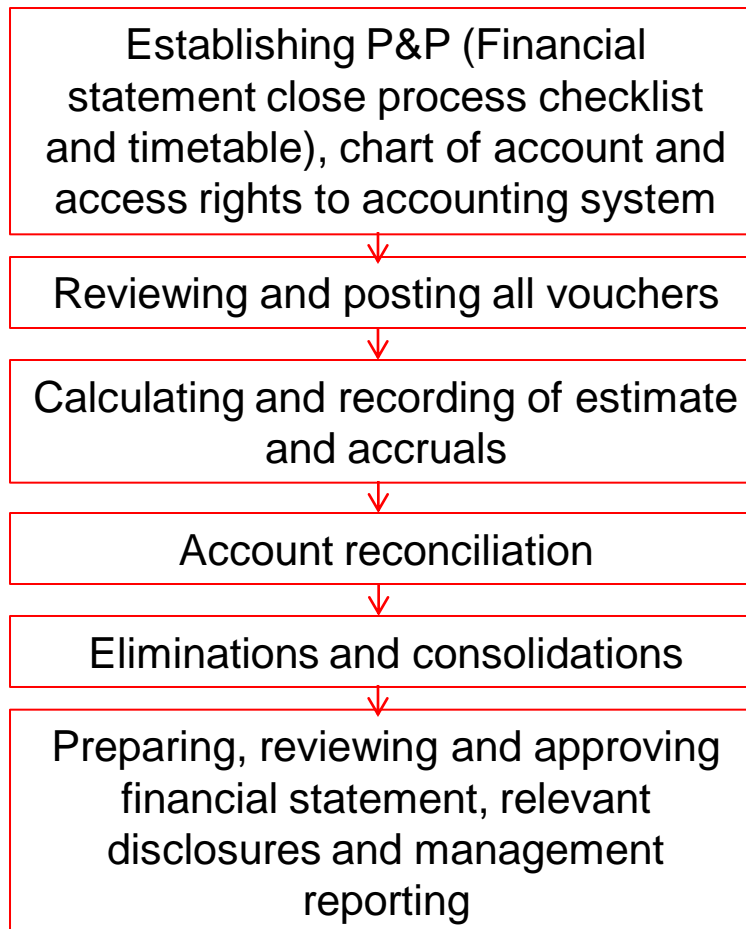 Establishing P&P (Financial
statement close process checklist
and timetable), chart of account and
access rights to accounting system
Reviewing and posting all vouchers
Calculating and recording of estimate
and accruals
Account reconciliation
Eliminations and consolidations
Preparing, reviewing and approving
financial statement, relevant
disclosures and management
reporting